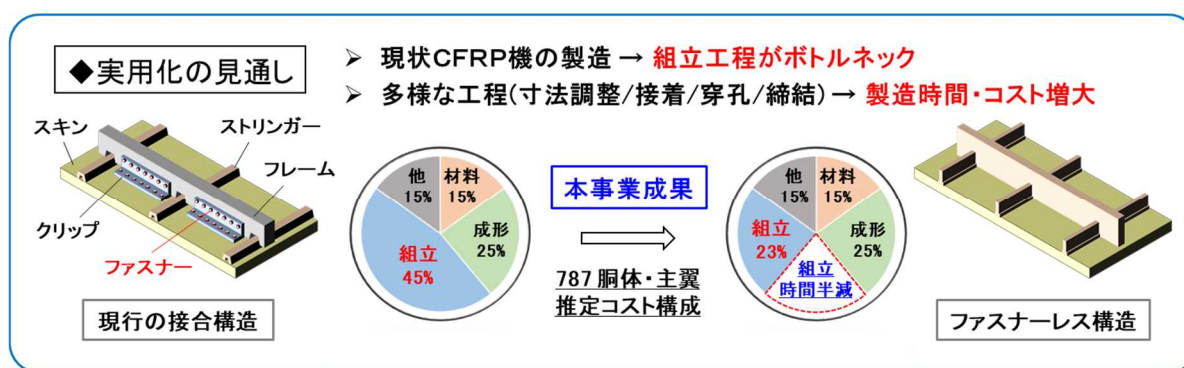 ◆実用化の見通し
➢ 現状CFRP機の製造 → 組立工程がボトルネック
➢ 多様な工程(寸法調整/接着/穿孔/締結) → 製造時間・コスト増大
スキン
ストリンガー
フレーム
クリップ
ファスナー
現行の接合構造
他
15%
材料
15%
成形
25%
組立
45%
本事業成果
787 胴体・主翼
推定コスト構成
他
15%
材料
15%
成形
25%
組立
23%
組立
時間半減
ファスナーレス構造